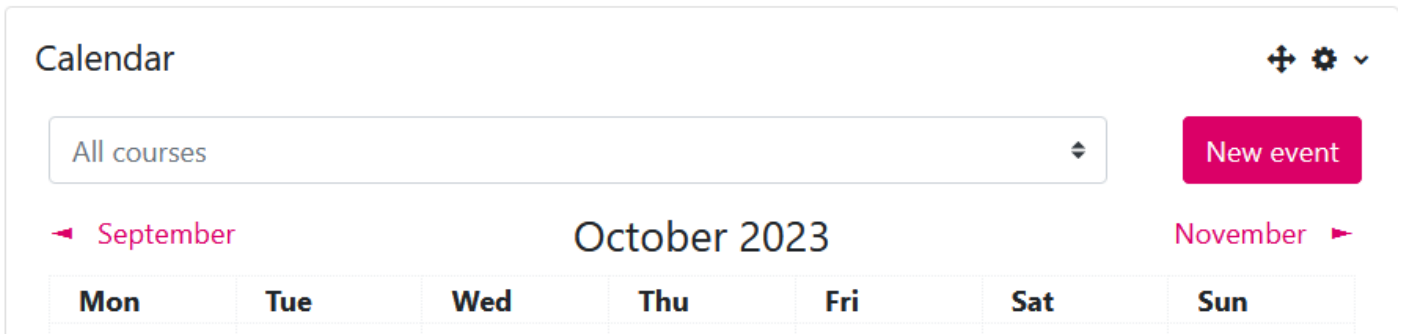 Calendar
All courses
New event
September
October 2023
November
Mon Tue Wed Thu Fri Sat Sun